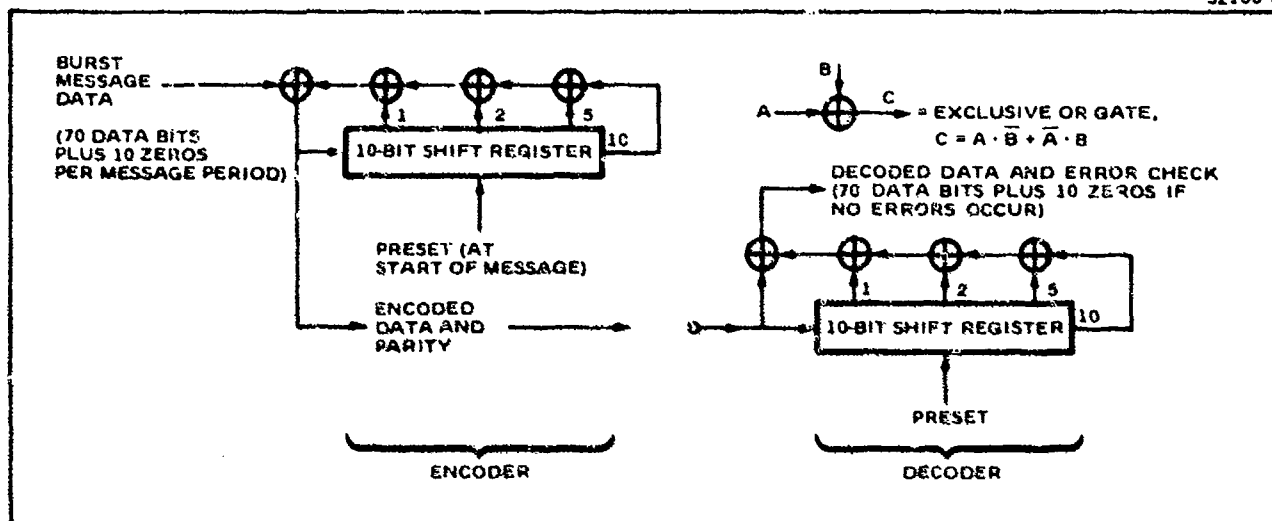 BURST
MESSAGE
DATA
(70 DATA BITS
PLUS 10 ZEROS
PER MESSAGE PERIOD)
1 2 5
10-BIT SHIFT REGISTER
10
PRESET (AT
START OF MESSAGE)
ENCODED
DATA AND
PARITY
ENCODER
B
A C = EXCLUSIVE OR GATE,
C = A · B̅ + A̅ · B
DECODED DATA AND ERROR CHECK
(70 DATA BITS PLUS 10 ZEROS IF
NO ERRORS OCCUR)
1 2 5
10-BIT SHIFT REGISTER
10
PRESET
DECODER